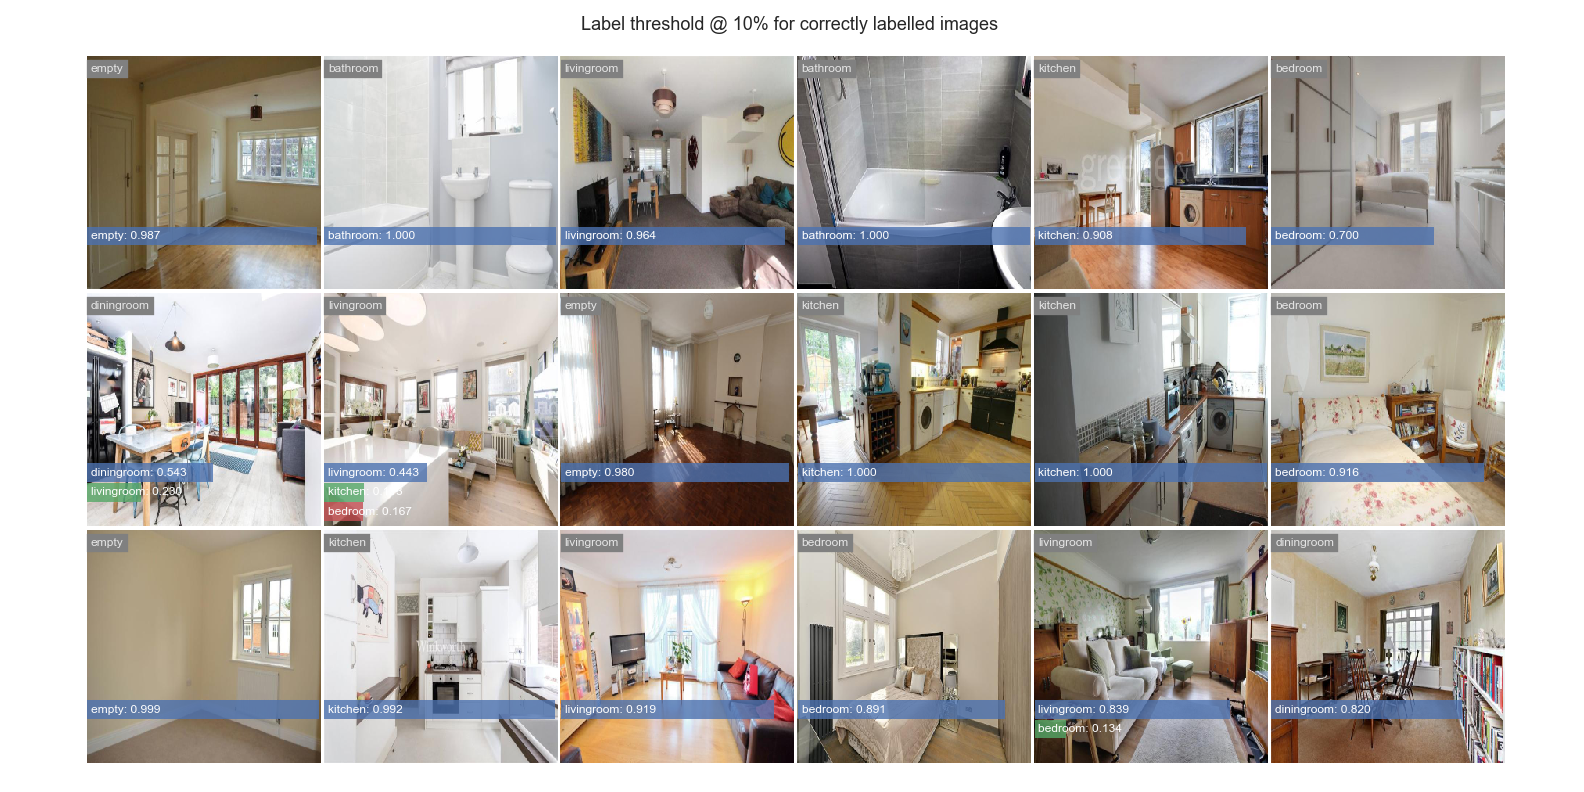 Label threshold @ 10% for correctly labelled images
empty
bathroom
livingroom
bathroom
kitchen
bedroom
empty: 0.987
bathroom: 1.000
livingroom: 0.964
bathroom: 1.000
kitchen: 0.908
bedroom: 0.700
diningroom
livingroom
empty
kitchen
kitchen
bedroom
diningroom: 0.543
livingroom: 0.443
empty: 0.980
kitchen: 1.000
kitchen: 1.000
bedroom: 0.916
livingroom: 0.230
kitchen:
bedroom: 0.167
empty
kitchen
livingroom
bedroom
livingroom
diningroom
Winkworth
empty: 0.999
kitchen: 0.992
livingroom: 0.919
bedroom: 0.891
livingroom: 0.839
diningroom: 0.820
bedroom: 0.134